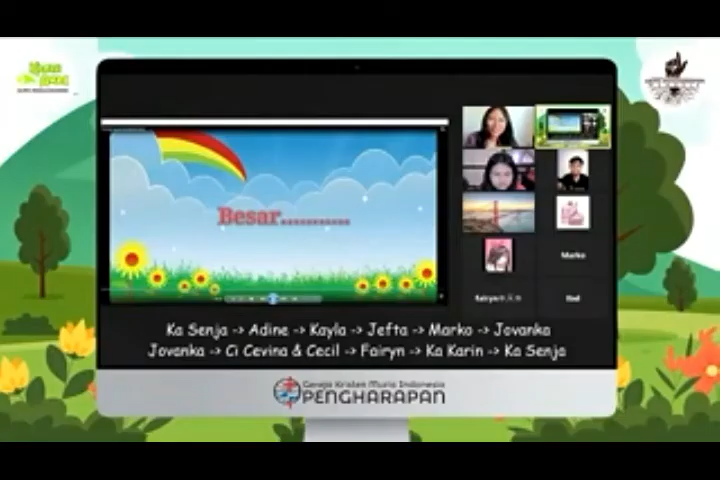 Besar...........
Marko
Fairyn
Ka Senja -> Adine -> Kayla -> Jefta -> Marko -> Jovanka
Jovanka -> Ci Cevina & Cecil -> Fairyn -> Ka Karin -> Ka Senja
Gereja Kristen Muria Indonesia
PENGHARAPAN